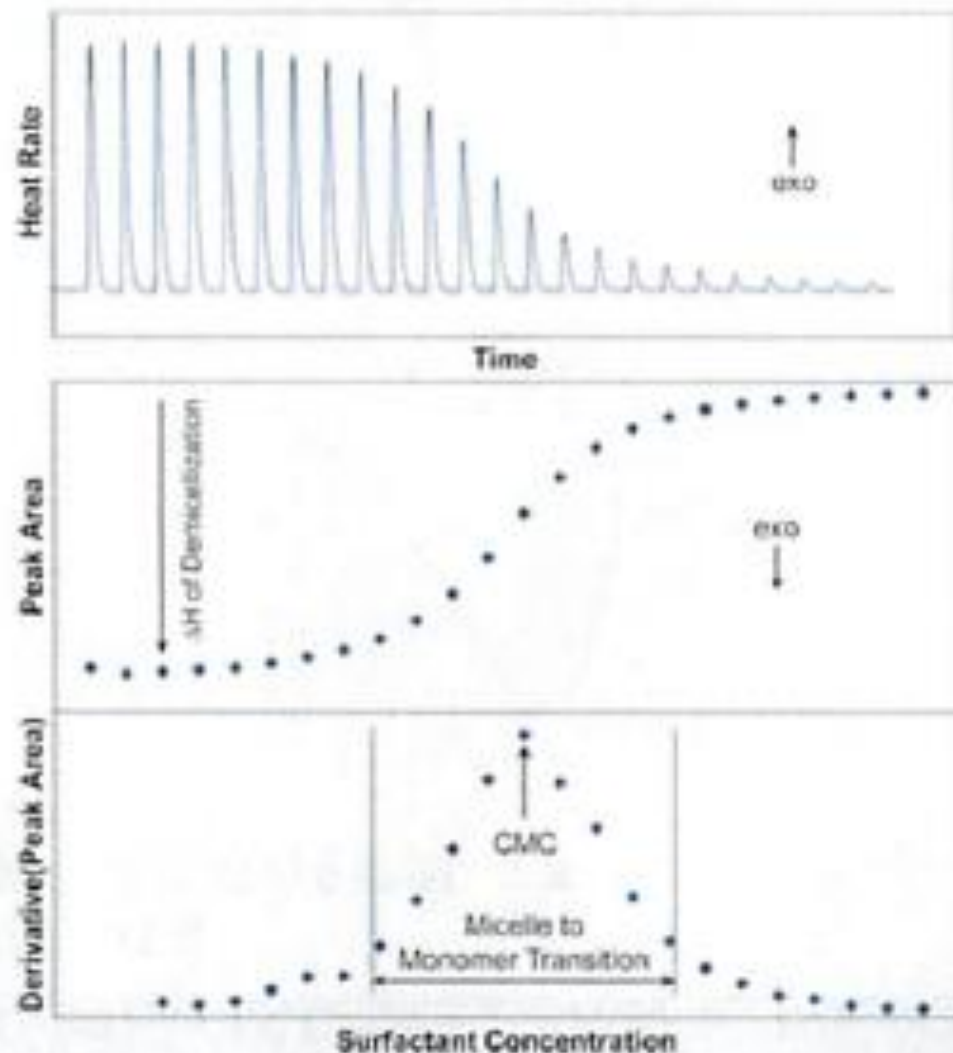 Heat Rate
exo
Time
Peak Area
ΔH of Demicellization
exo
Derivative(Peak Area)
CMC
Micelle to
Monomer Transition
Surfactant Concentration